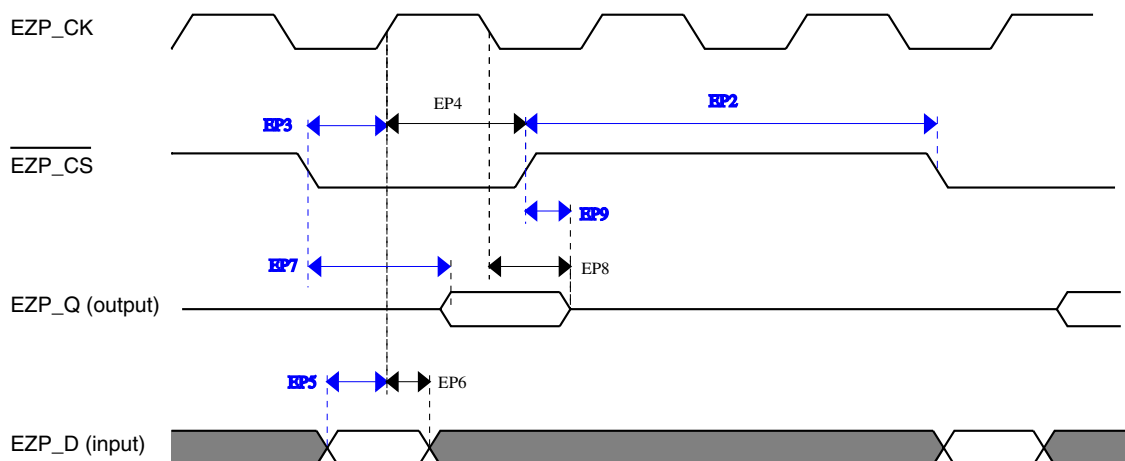 EZP_CK
EP4
EP2
EP3
EZP_CS
EP9
EP7
EP8
EZP_Q (output)
EP5
EP6
EZP_D (input)